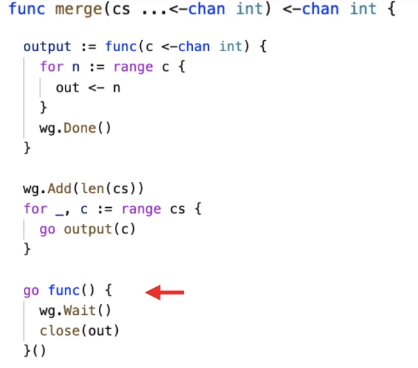 func merge(cs ...<-chan int) <-chan int {
output := func(c <-chan int) {
for n := range c {
out <- n
}
wg.Done()
}
wg.Add(len(cs))
for _, c := range cs {
go output(c)
}
go func() {
wg.Wait()
close(out)
}()